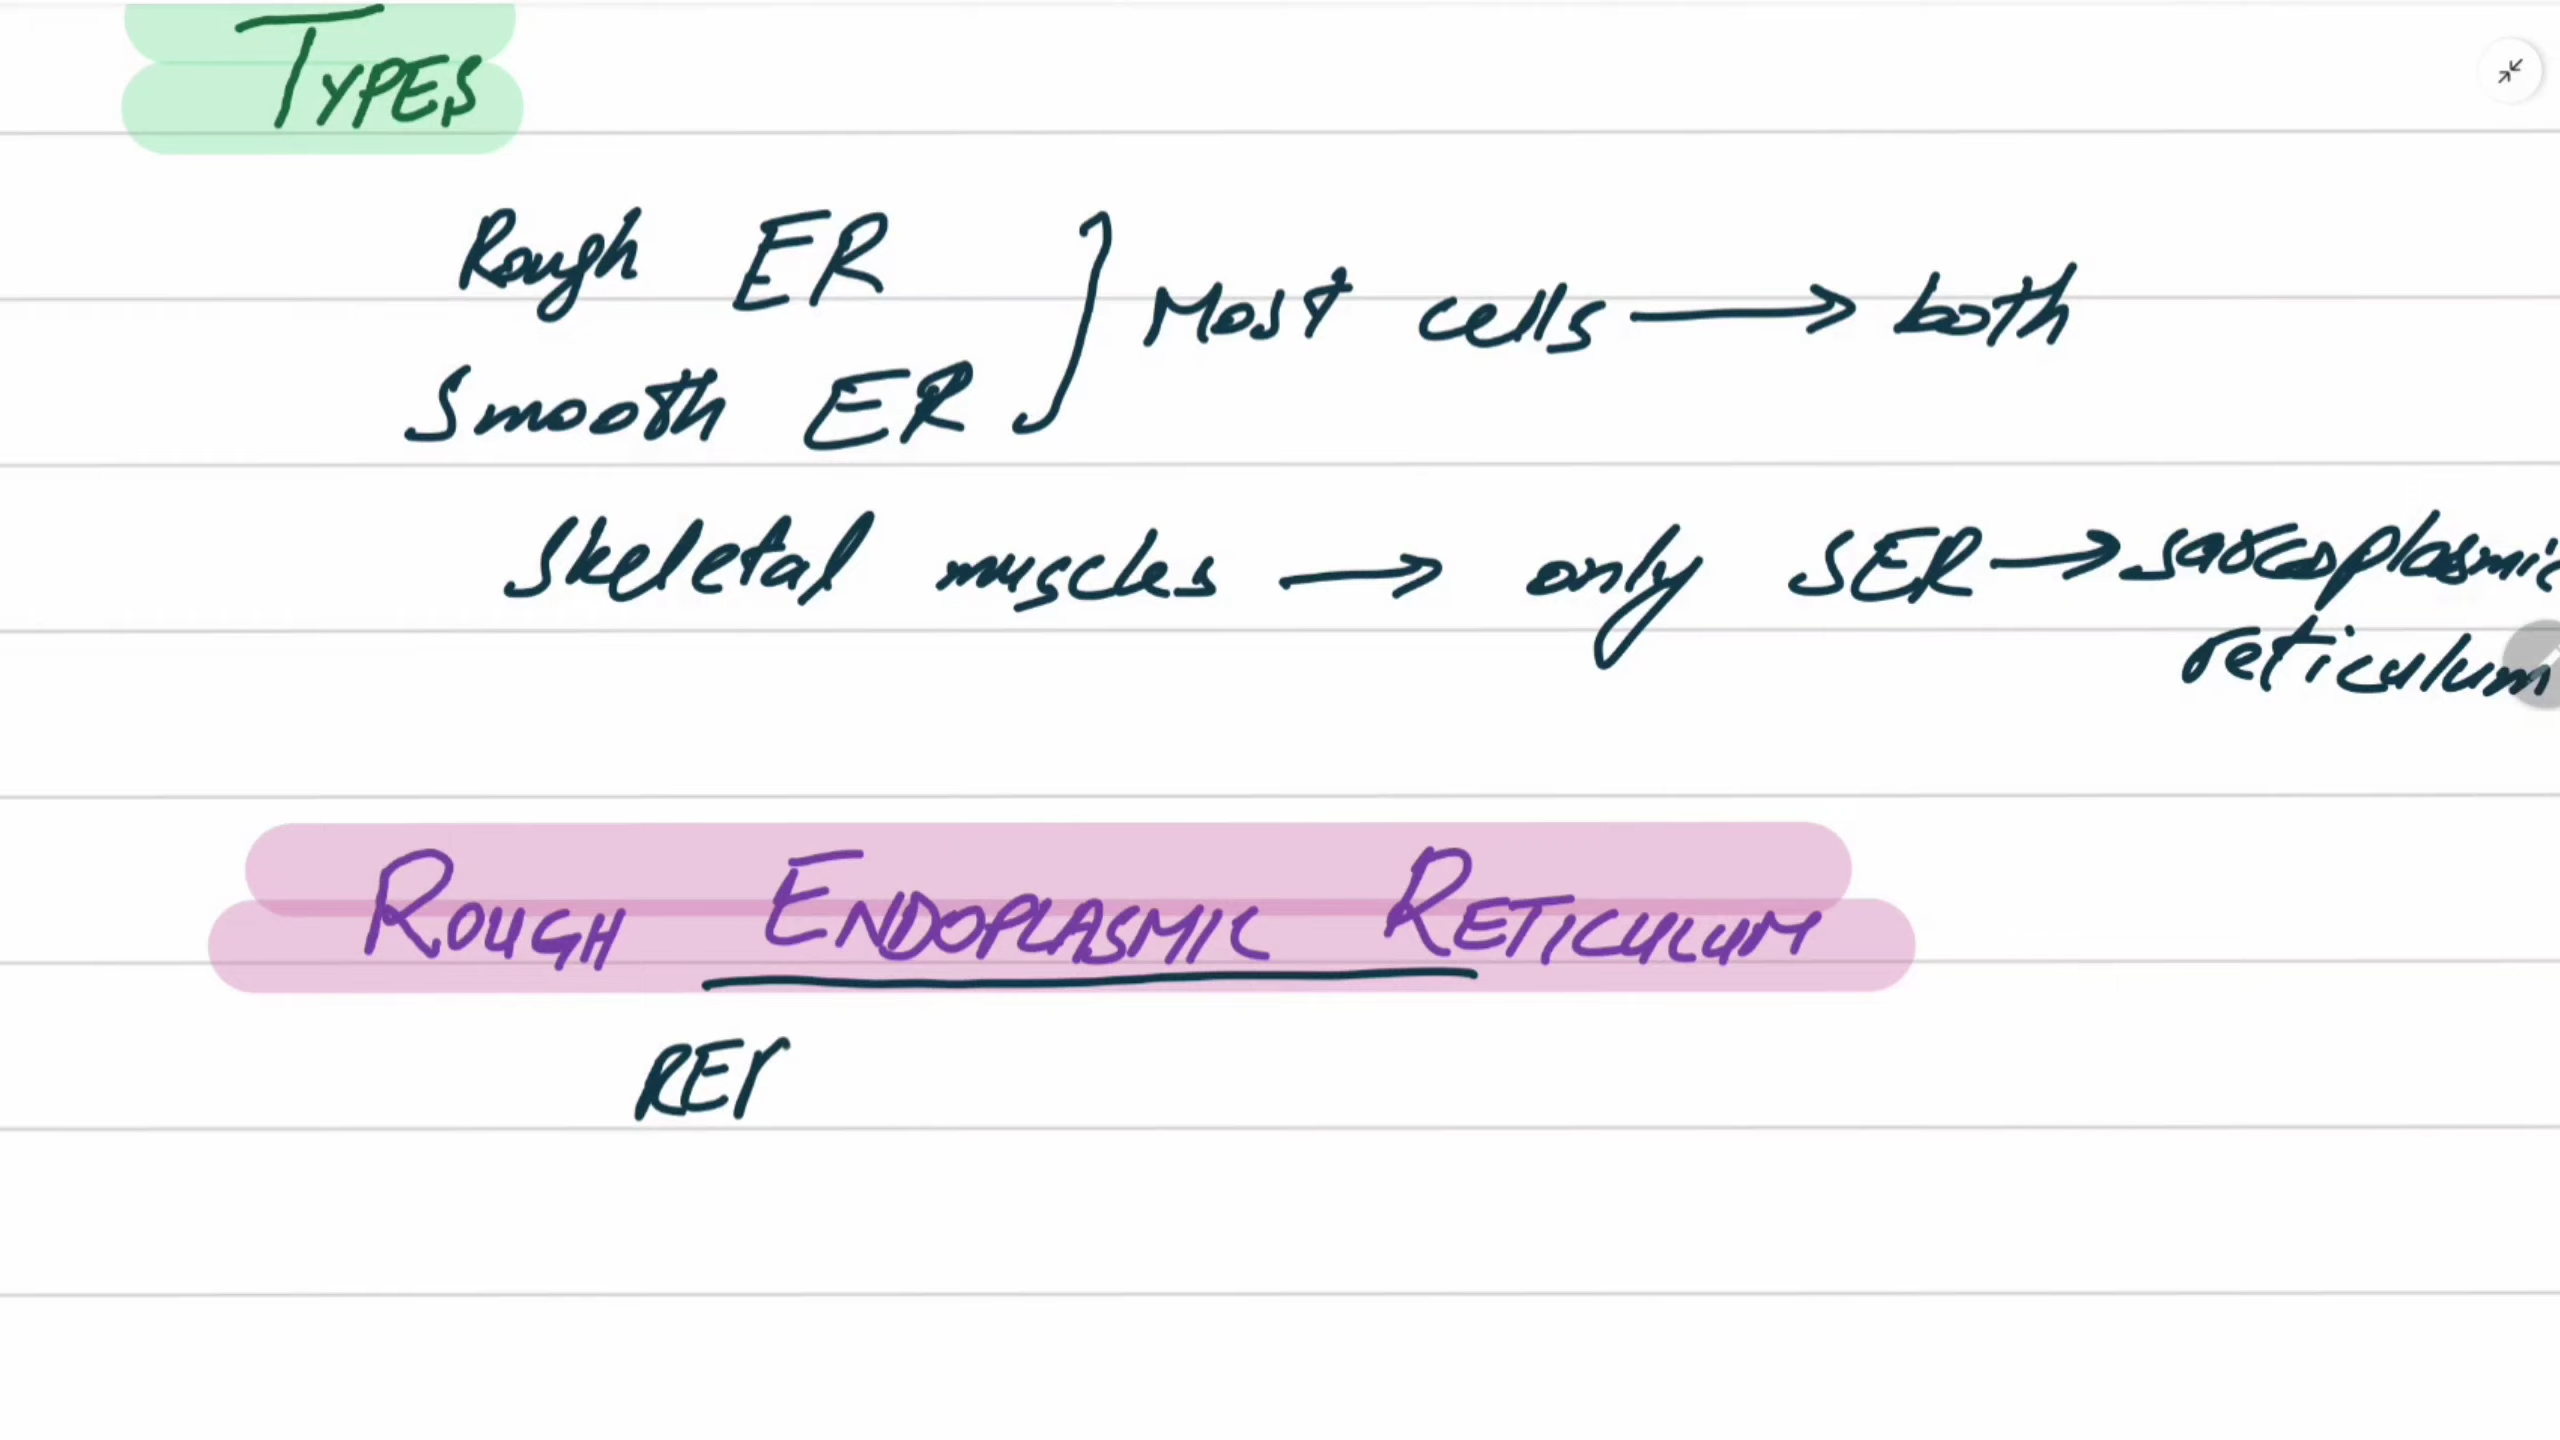 TYPES
Rough ER
Smooth ER } Most cells → both
Skeletal muscles → only SER → sarcoplasmic
reticulum
ROUGH ENDOPLASMIC RETICULUM
RER